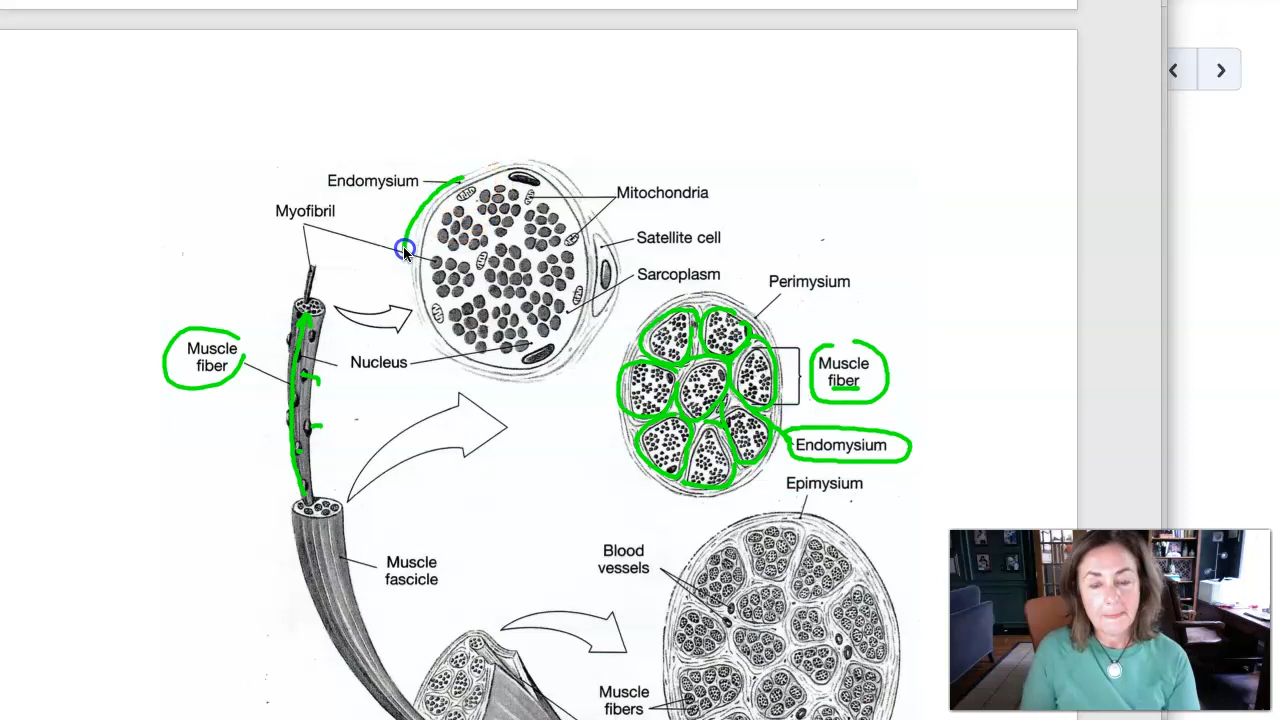 Endomysium
Myofibril
Mitochondria
Satellite cell
Sarcoplasm
Perimysium
Muscle
fiber
Nucleus
Muscle
fiber
Endomysium
Epimysium
Blood
vessels
Muscle
fascicle
Muscle
fibers